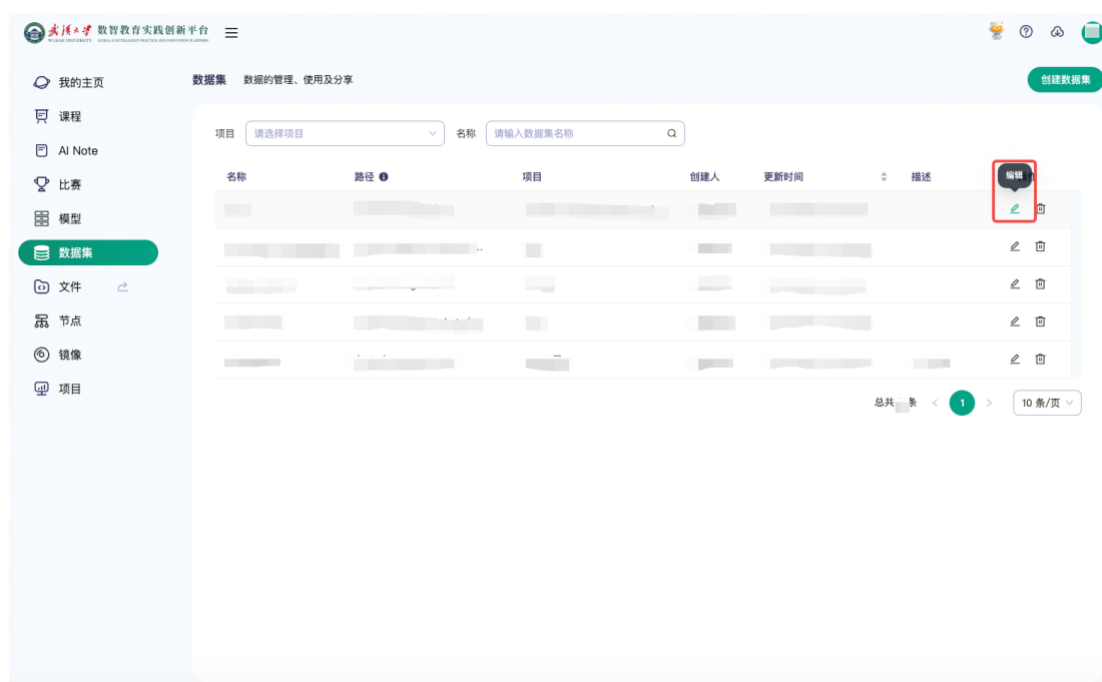 武汉大学 数智教育实践创新平台
我的主页
课程
AI Note
比赛
模型
数据集
文件
节点
镜像
项目
数据集 数据的管理、使用及分享
创建数据集
项目 请选择项目 名称 请输入数据集名称
名称 路径 项目 创建人 更新时间 描述
编辑
总共 条 < 1 > 10 条/页